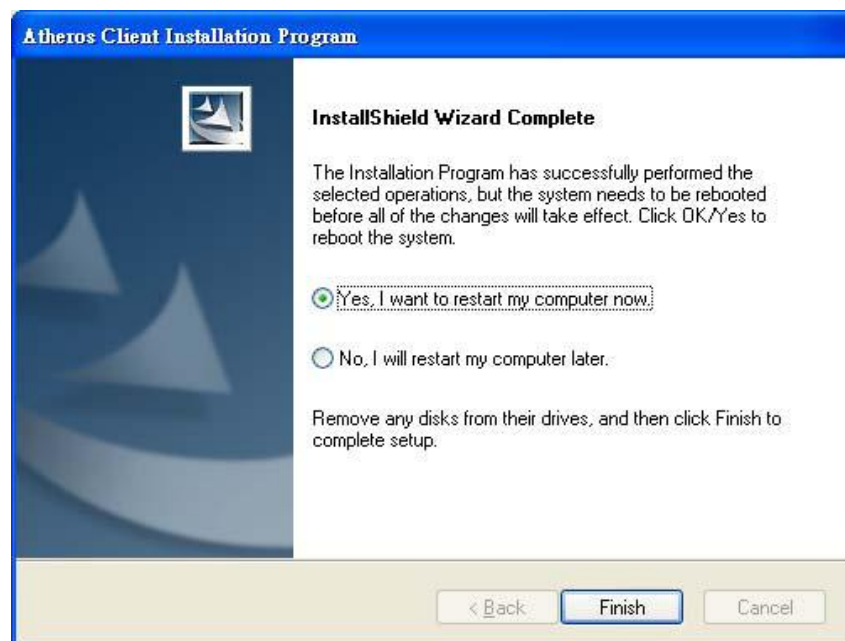 Atheros Client Installation Program
InstallShield Wizard Complete
The Installation Program has successfully performed the
selected operations, but the system needs to be rebooted
before all of the changes will take effect. Click OK/Yes to
reboot the system.
Yes, I want to restart my computer now.
No, I will restart my computer later.
Remove any disks from their drives, and then click Finish to
complete setup.
< Back Finish Cancel